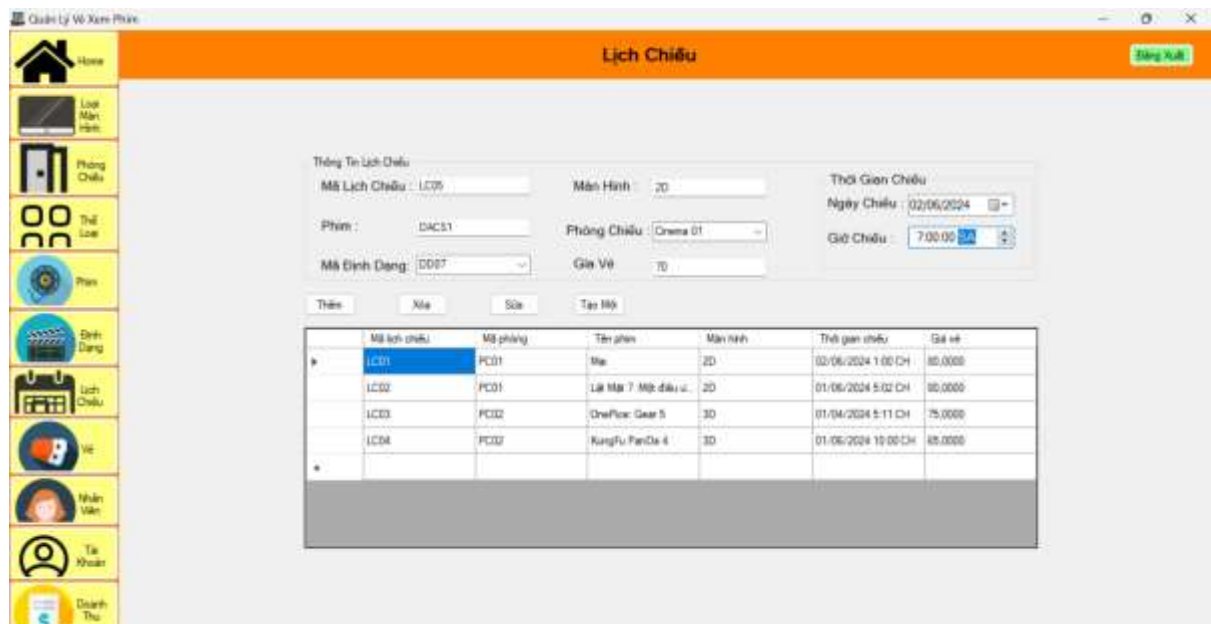 Quản Lý Vé Xem Phim
Lịch Chiếu
Đăng Xuất
Home
Loại
Màn
Hình
Phòng
Chiếu
Thể
Loại
Phim
Định
Dạng
Lịch
Chiếu
Vé
Nhân
Viên
Tài
Khoản
Doanh
Thu
Thông Tin Lịch Chiếu
Mã Lịch Chiếu : LC05
Màn Hình : 2D
Phim : DACS1
Phòng Chiếu : Cinema 01
Mã Định Dạng: DD07
Gía Vé 70
Thời Gian Chiếu
Ngày Chiếu : 02/06/2024
Giờ Chiếu : 7:00:00 SA
Thêm Xóa Sửa Tạo Mới
Mã lịch chiếu Mã phòng Tên phim Màn hình Thời gian chiếu Giá vé
LC01 PC01 Mai 2D 02/06/2024 1:00 CH 80,0000
LC02 PC01 Lật Mặt 7: Một điều ư... 2D 01/06/2024 5:02 CH 80,0000
LC03 PC02 OnePice: Gear 5 3D 01/04/2024 5:11 CH 75,0000
LC04 PC02 KungFu PanDa 4 3D 01/06/2024 10:00 CH 65,0000